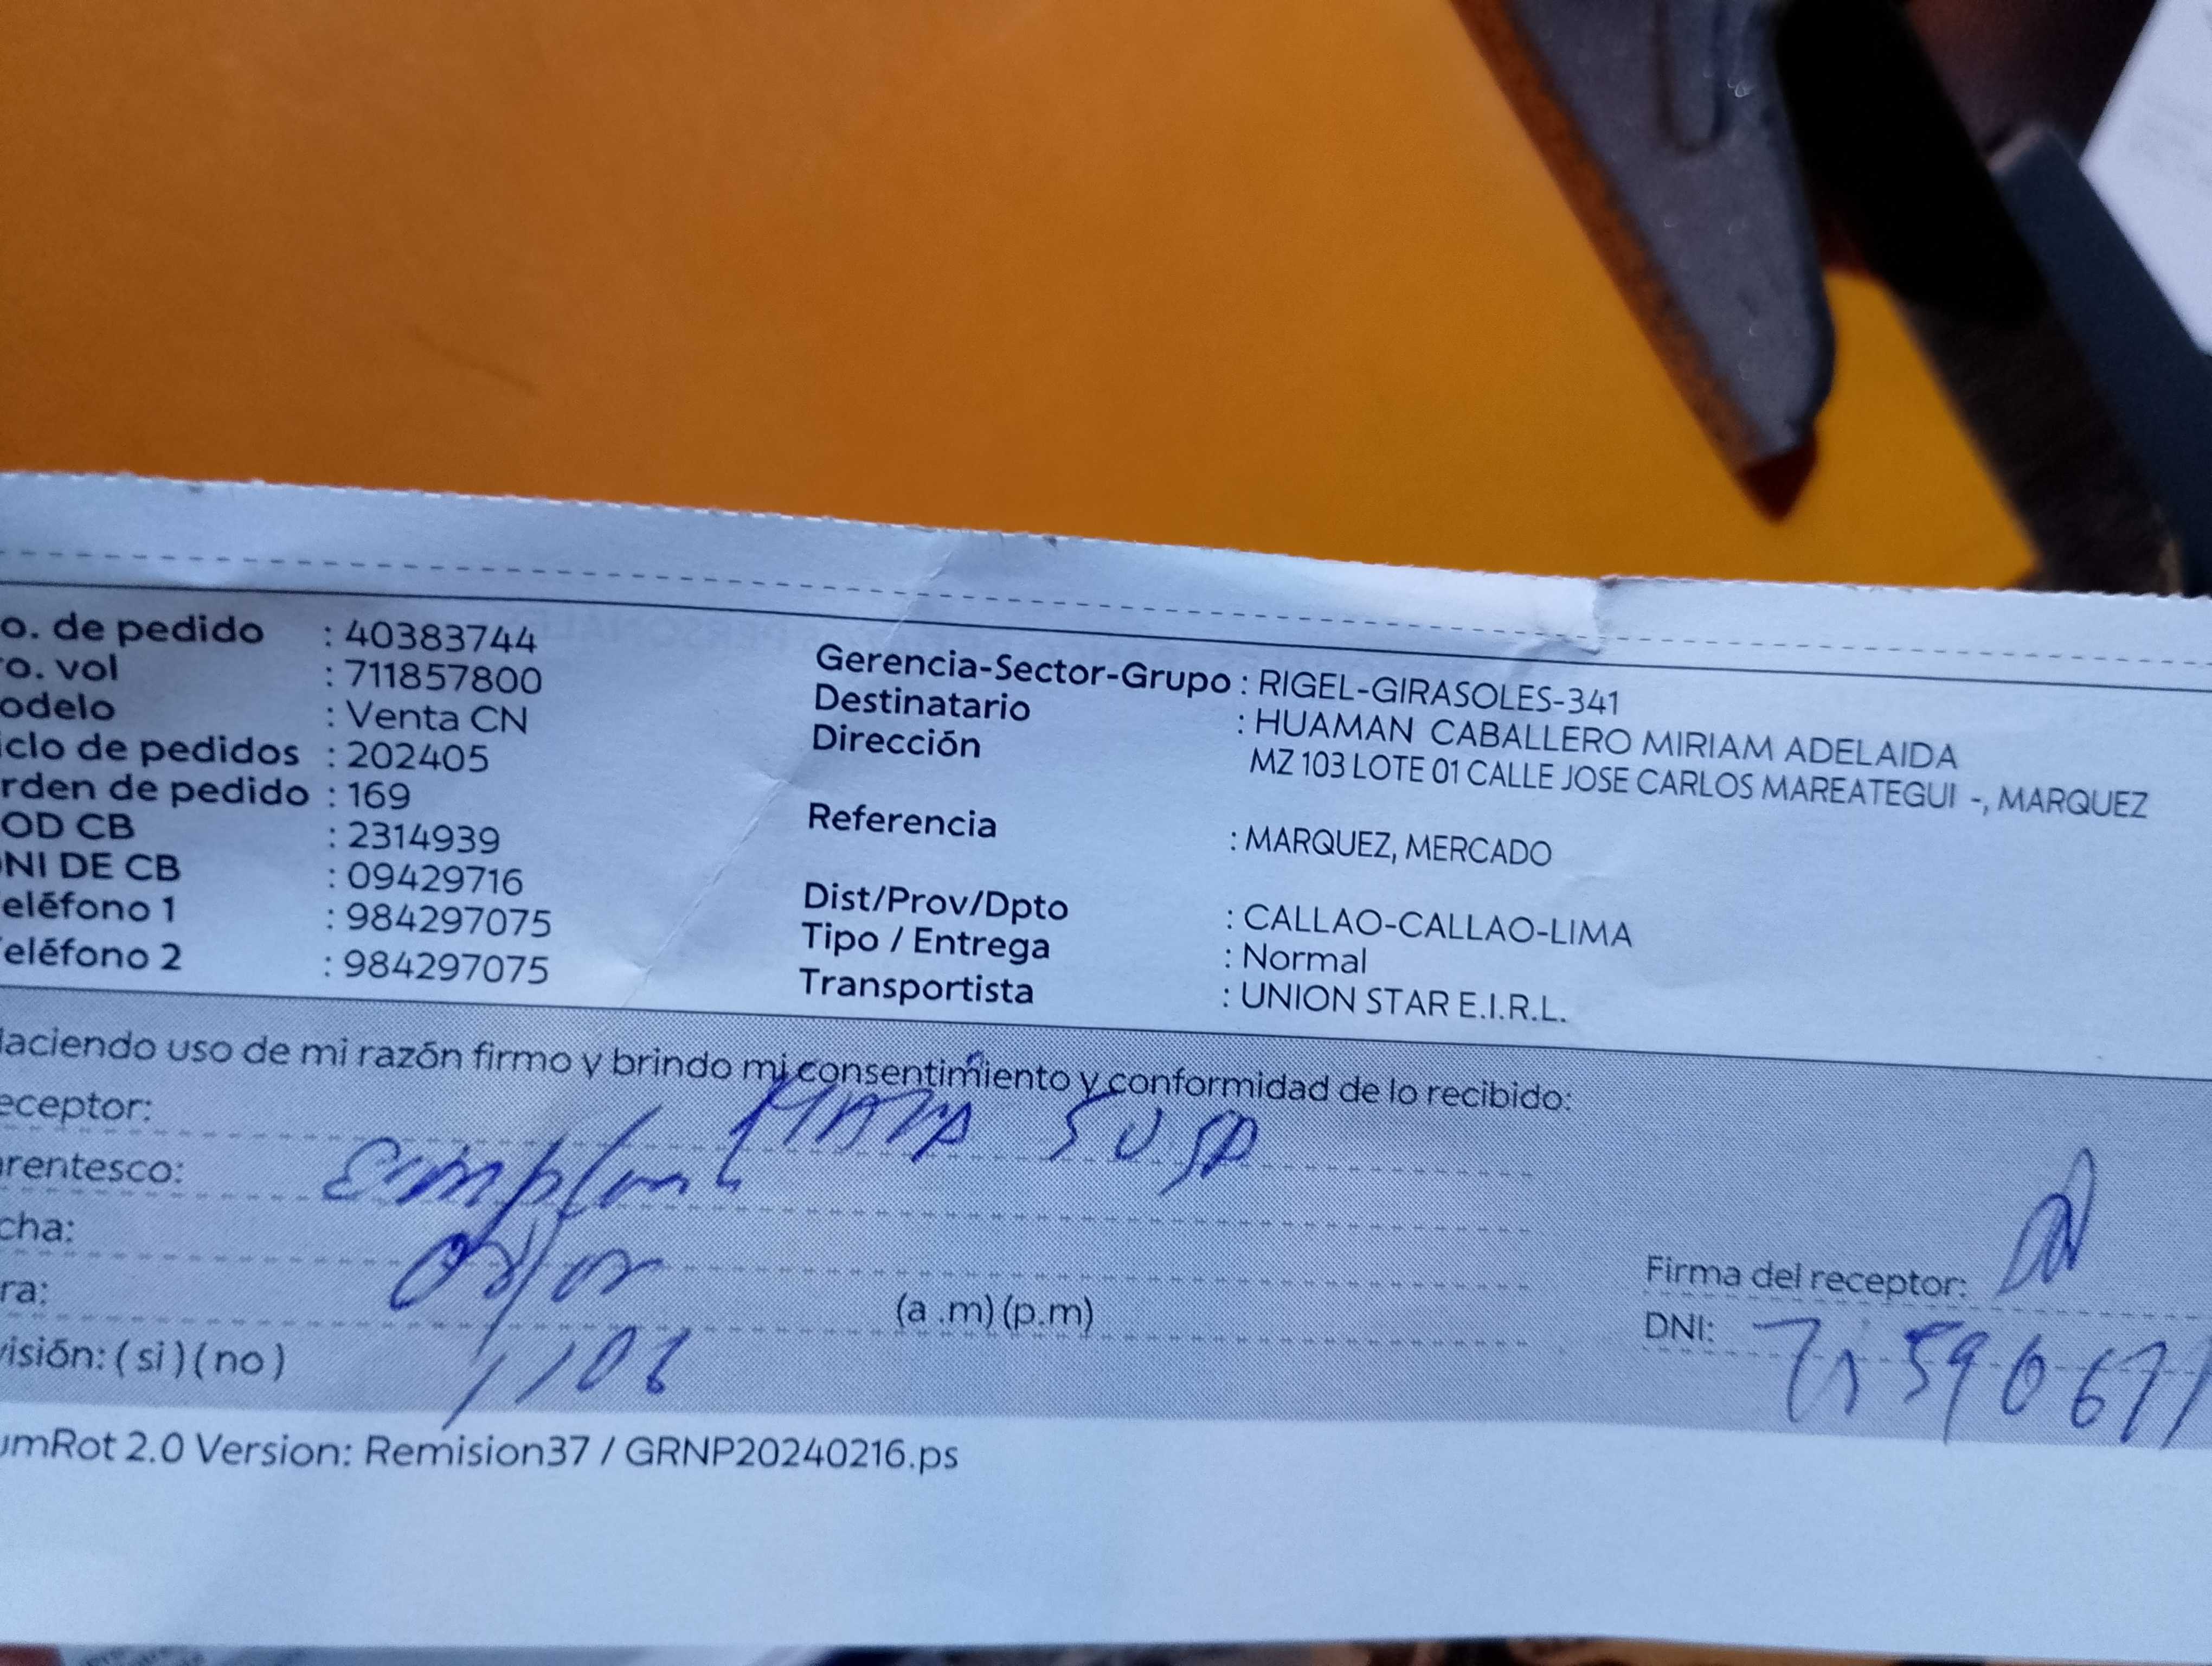 o. de pedido : 40383744
ro. vol : 711857800
odelo : Venta CN
iclo de pedidos : 202405
rden de pedido : 169
OD CB : 2314939
NI DE CB : 09429716
eléfono 1 : 984297075
eléfono 2 : 984297075
Gerencia-Sector-Grupo : RIGEL-GIRASOLES-341
Destinatario : HUAMAN CABALLERO MIRIAM ADELAIDA
Dirección MZ 103 LOTE 01 CALLE JOSE CARLOS MAREATEGUI -, MARQUEZ
Referencia : MARQUEZ, MERCADO
Dist/Prov/Dpto : CALLAO-CALLAO-LIMA
Tipo / Entrega : Normal
Transportista : UNION STAR E.I.R.L.
Haciendo uso de mi razón firmo y brindo mi consentimiento y conformidad de lo recibido:
eceptor:
rentesco:
cha:
ra: (a .m) (p.m)
visión: ( si ) ( no )
Firma del receptor:
DNI:
umRot 2.0 Version: Remision37 / GRNP20240216.ps